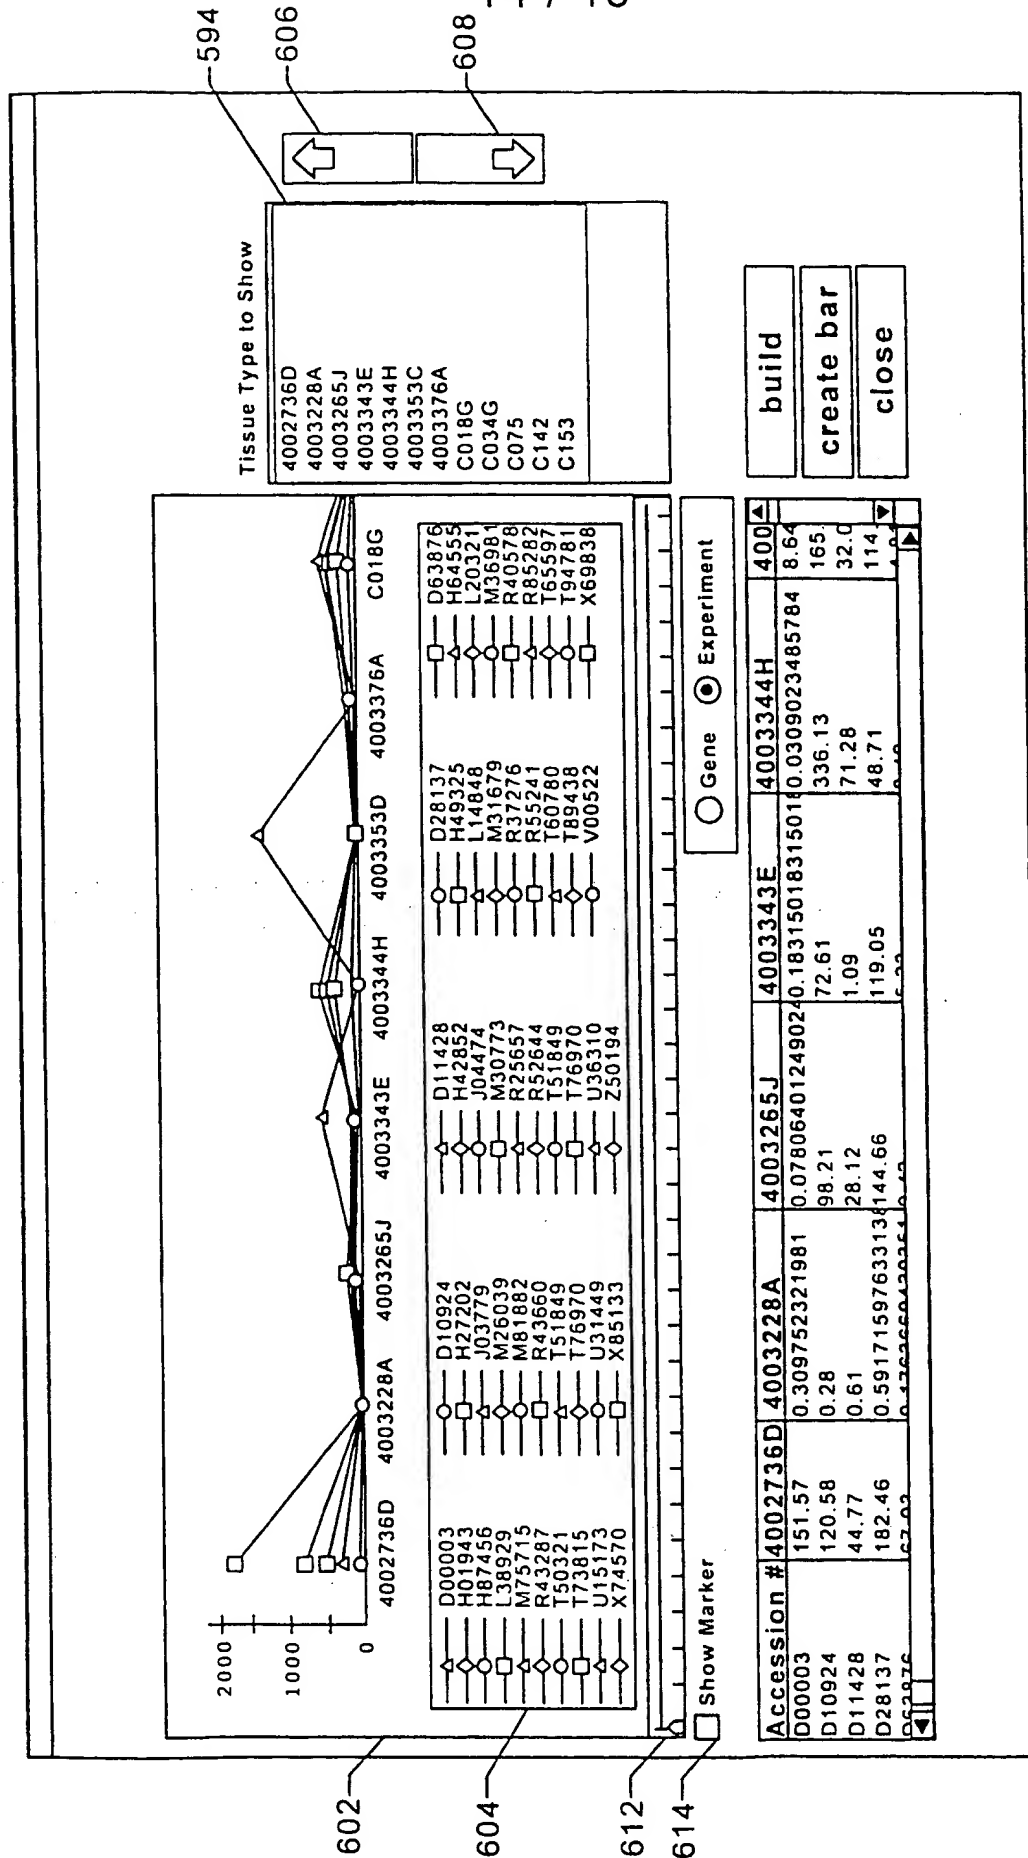 594
606
608
Tissue Type to Show
4002736D
4003228A
4003265J
4003343E
4003344H
4003353C
4003376A
C018G
C034G
C075
C142
C153
2000
1000
0
4002736D 4003228A 4003265J 4003343E 4003344H 4003353D 4003376A C018G
602
D00003 D10924 D11428 D28137 D63876
H01943 H27202 H42852 H49325 H64555
H87456 J03779 J04474 L14848 L20321
L38929 M26039 M30773 M31679 M36981
M75715 M81882 R25657 R37276 R40578
R43287 R43660 R52644 R55241 R85282
T50321 T51849 T51849 T60780 T65597
T73815 T76970 T76970 T89438 T94781
U15173 U31449 U36310 V00522 X69838
X74570 X85133 Z50194
604
612
614
Show Marker
Gene Experiment
build
create bar
close
Accession # 4002736D 4003228A 4003265J 4003343E 4003344H 400
D00003 151.57 0.309752321981 0.0780640124902 40.183150183150 180.0309023485784 8.64
D10924 120.58 0.28 98.21 72.61 336.13 165.
D11428 44.77 0.61 28.12 1.09 71.28 32.0
D28137 182.46 0.591715976331 38144.66 119.05 48.71 114.